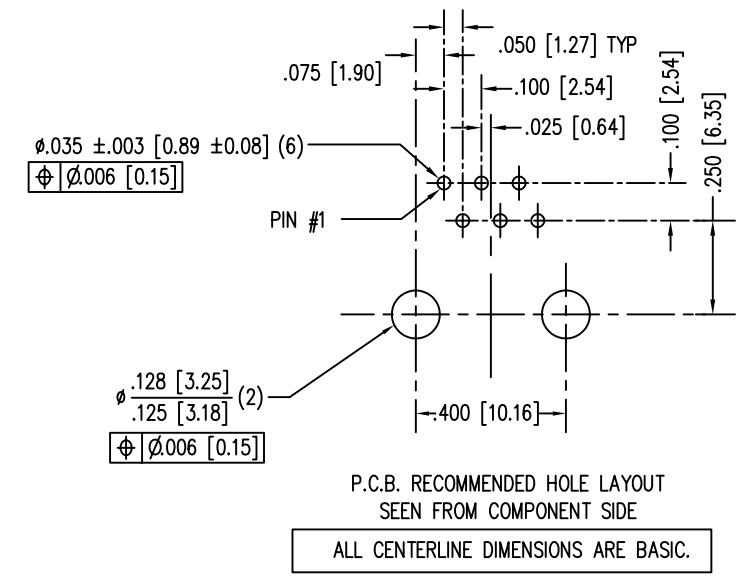 .050 [1.27] TYP
.075 [1.90]
.100 [2.54]
.025 [0.64]
.100 [2.54]
.250 [6.35]
ø.035 ±.003 [0.89 ±0.08] (6)
⌖ Ø.006 [0.15]
PIN #1
ø .128 [3.25]
.125 [3.18] (2)
⌖ Ø.006 [0.15]
.400 [10.16]
P.C.B. RECOMMENDED HOLE LAYOUT
SEEN FROM COMPONENT SIDE
ALL CENTERLINE DIMENSIONS ARE BASIC.